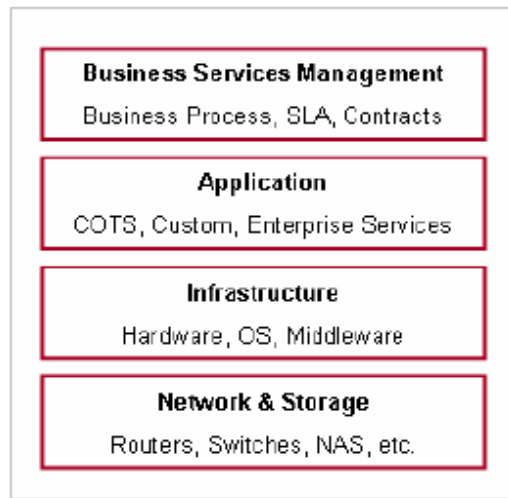 Business Services Management
Business Process, SLA, Contracts
Application
COTS, Custom, Enterprise Services
Infrastructure
Hardware, OS, Middleware
Network & Storage
Routers, Switches, NAS, etc.